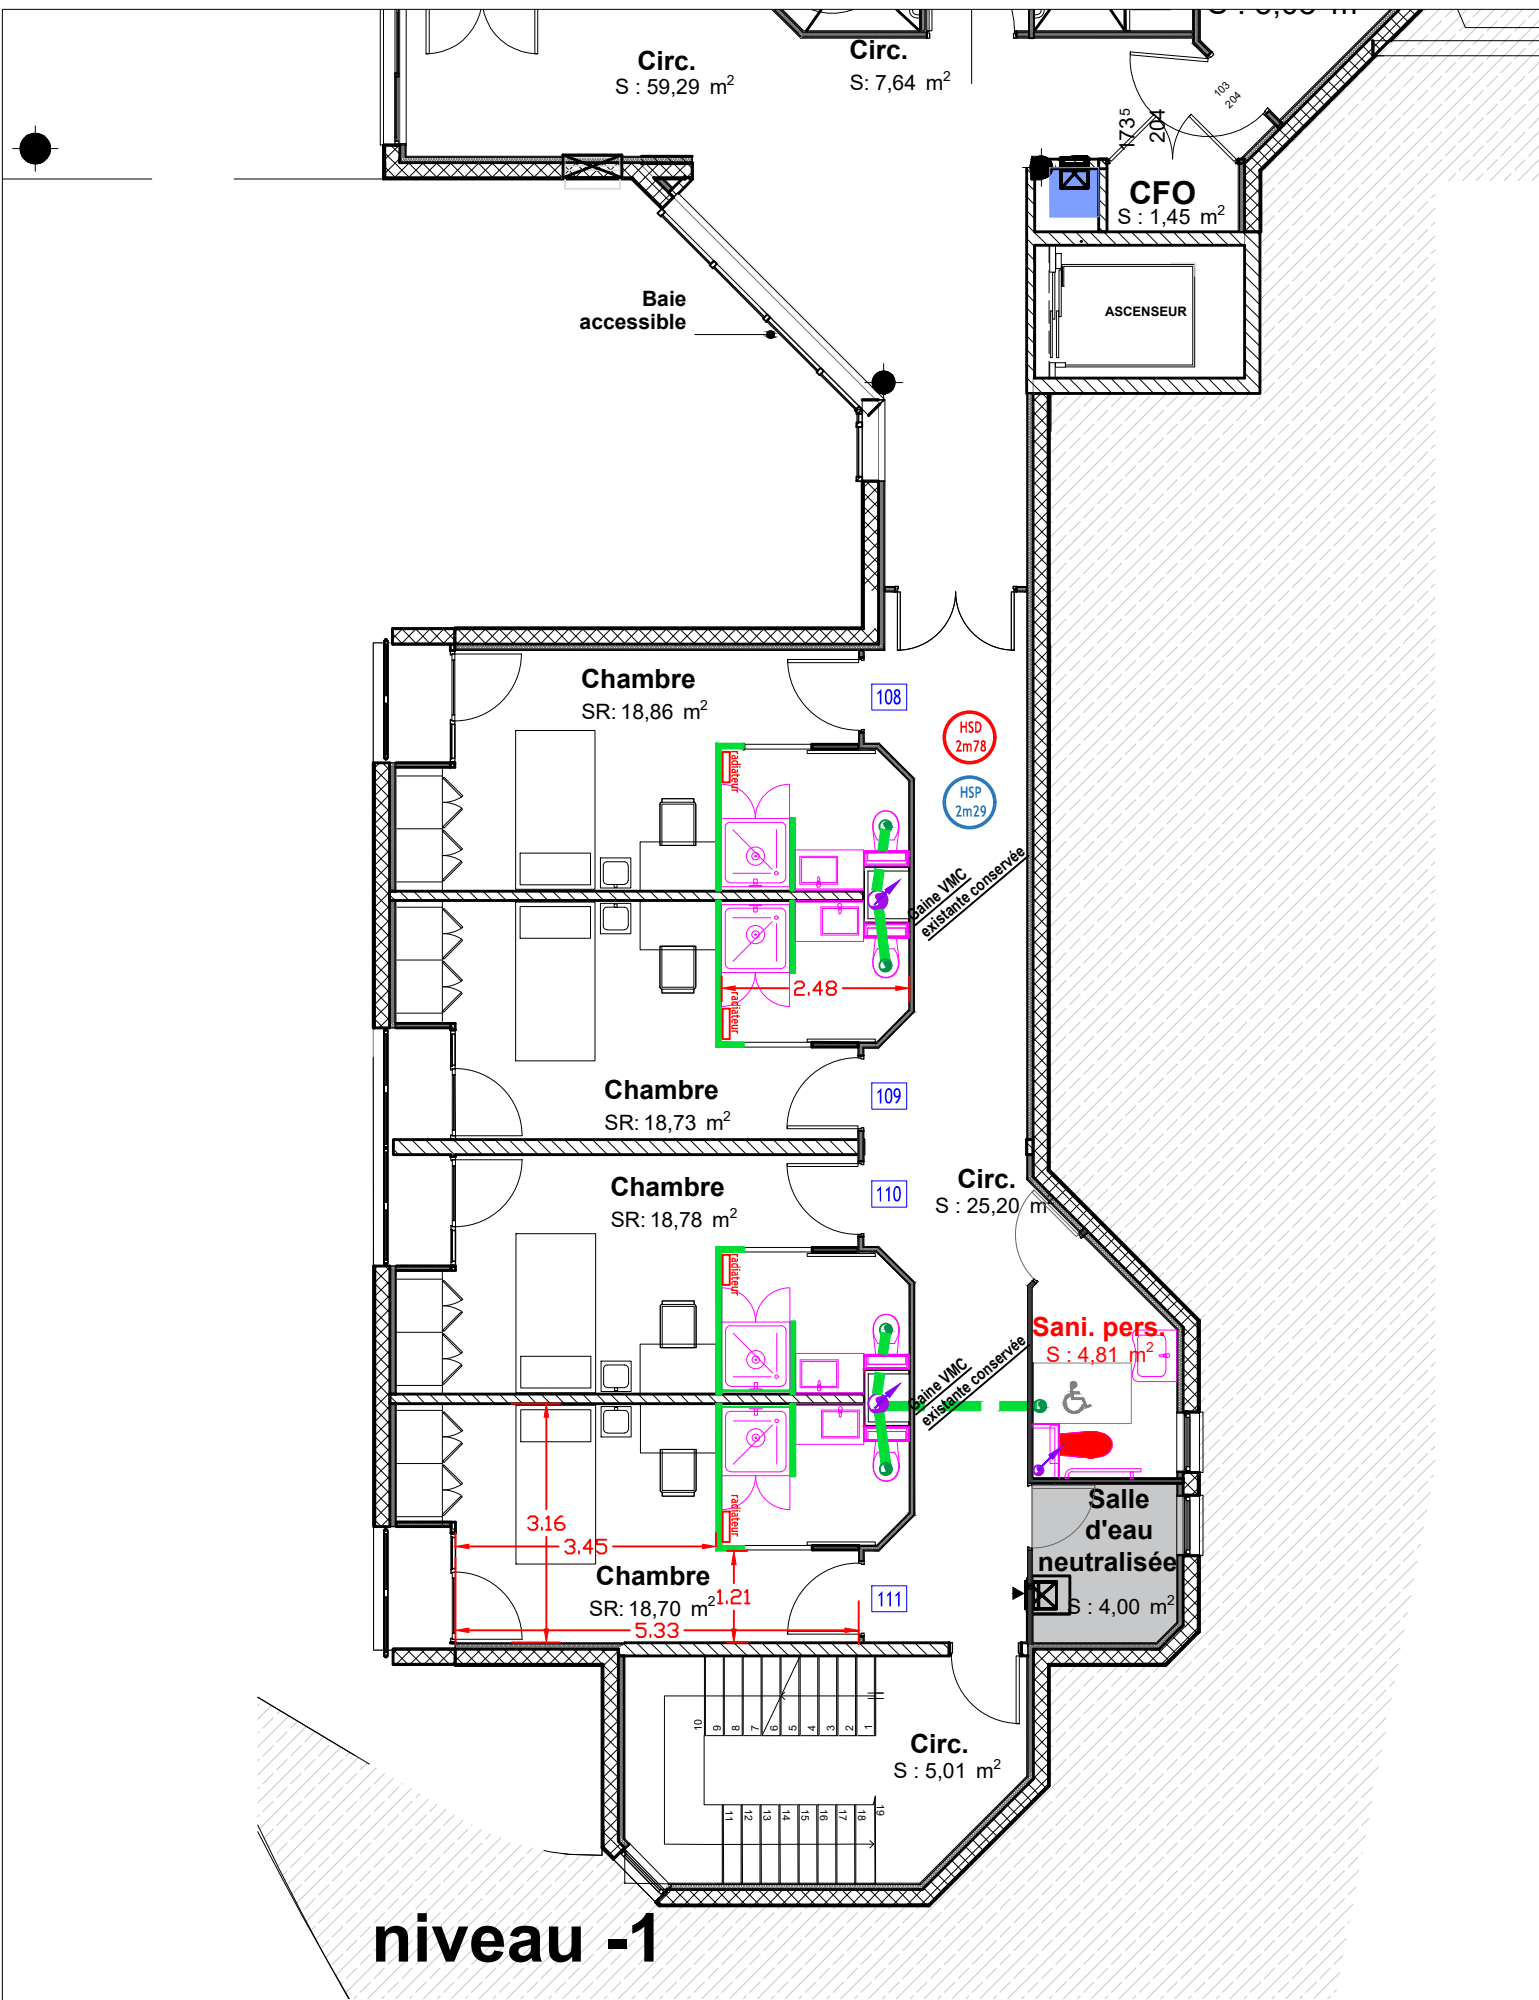 Circ.
S : 59,29 m²
Circ.
S: 7,64 m²
103
204
173⁵
204
CFO
S : 1,45 m²
ASCENSEUR
Baie
accessible
Chambre
SR: 18,86 m²
108
HSD
2m78
HSP
2m29
radiateur
Gaine VMC
existante conservée
2.48
radiateur
Chambre
SR: 18,73 m²
109
Chambre
SR: 18,78 m²
110
Circ.
S : 25,20 m²
radiateur
Gaine VMC
existante conservée
Sani. pers.
S : 4,81 m²
radiateur
3.16
3.45
Chambre
SR: 18,70 m²
1.21
111
5.33
Salle
d'eau
neutralisée
S : 4,00 m²
10 9 8 7 6 5 4 3 2 1
Circ.
S : 5,01 m²
11 12 13 14 15 16 17 18 19
niveau -1